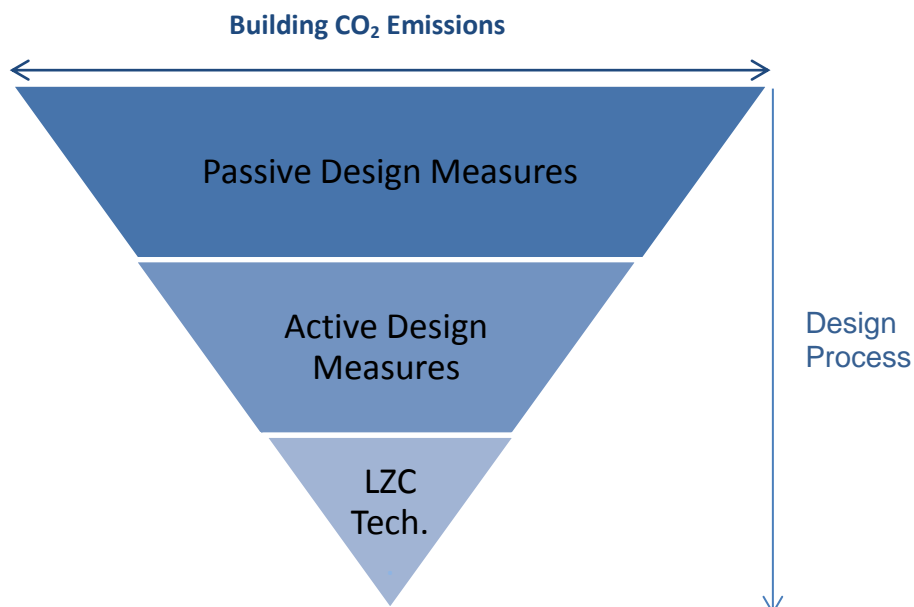 Building CO₂ Emissions
Passive Design Measures
Active Design
Measures
Design
Process
LZC
Tech.